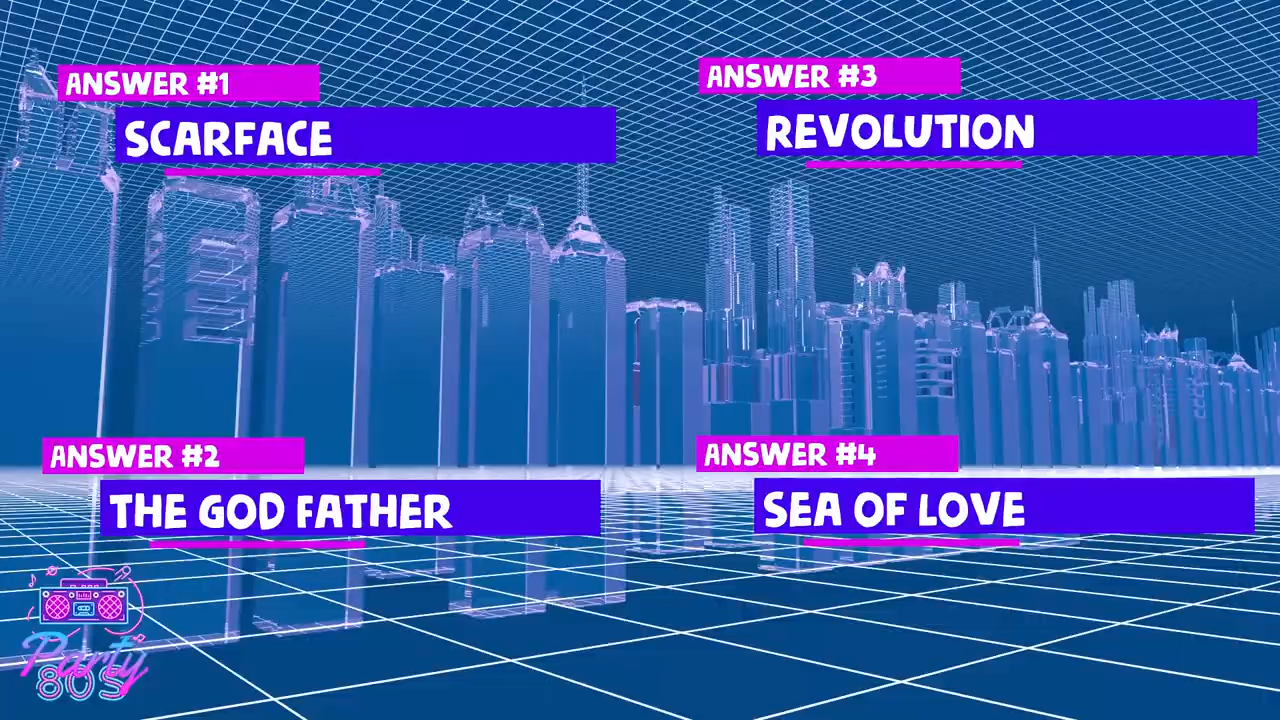 ANSWER #1
SCARFACE
ANSWER #2
THE GOD FATHER
ANSWER #3
REVOLUTION
ANSWER #4
SEA OF LOVE
Party
80S